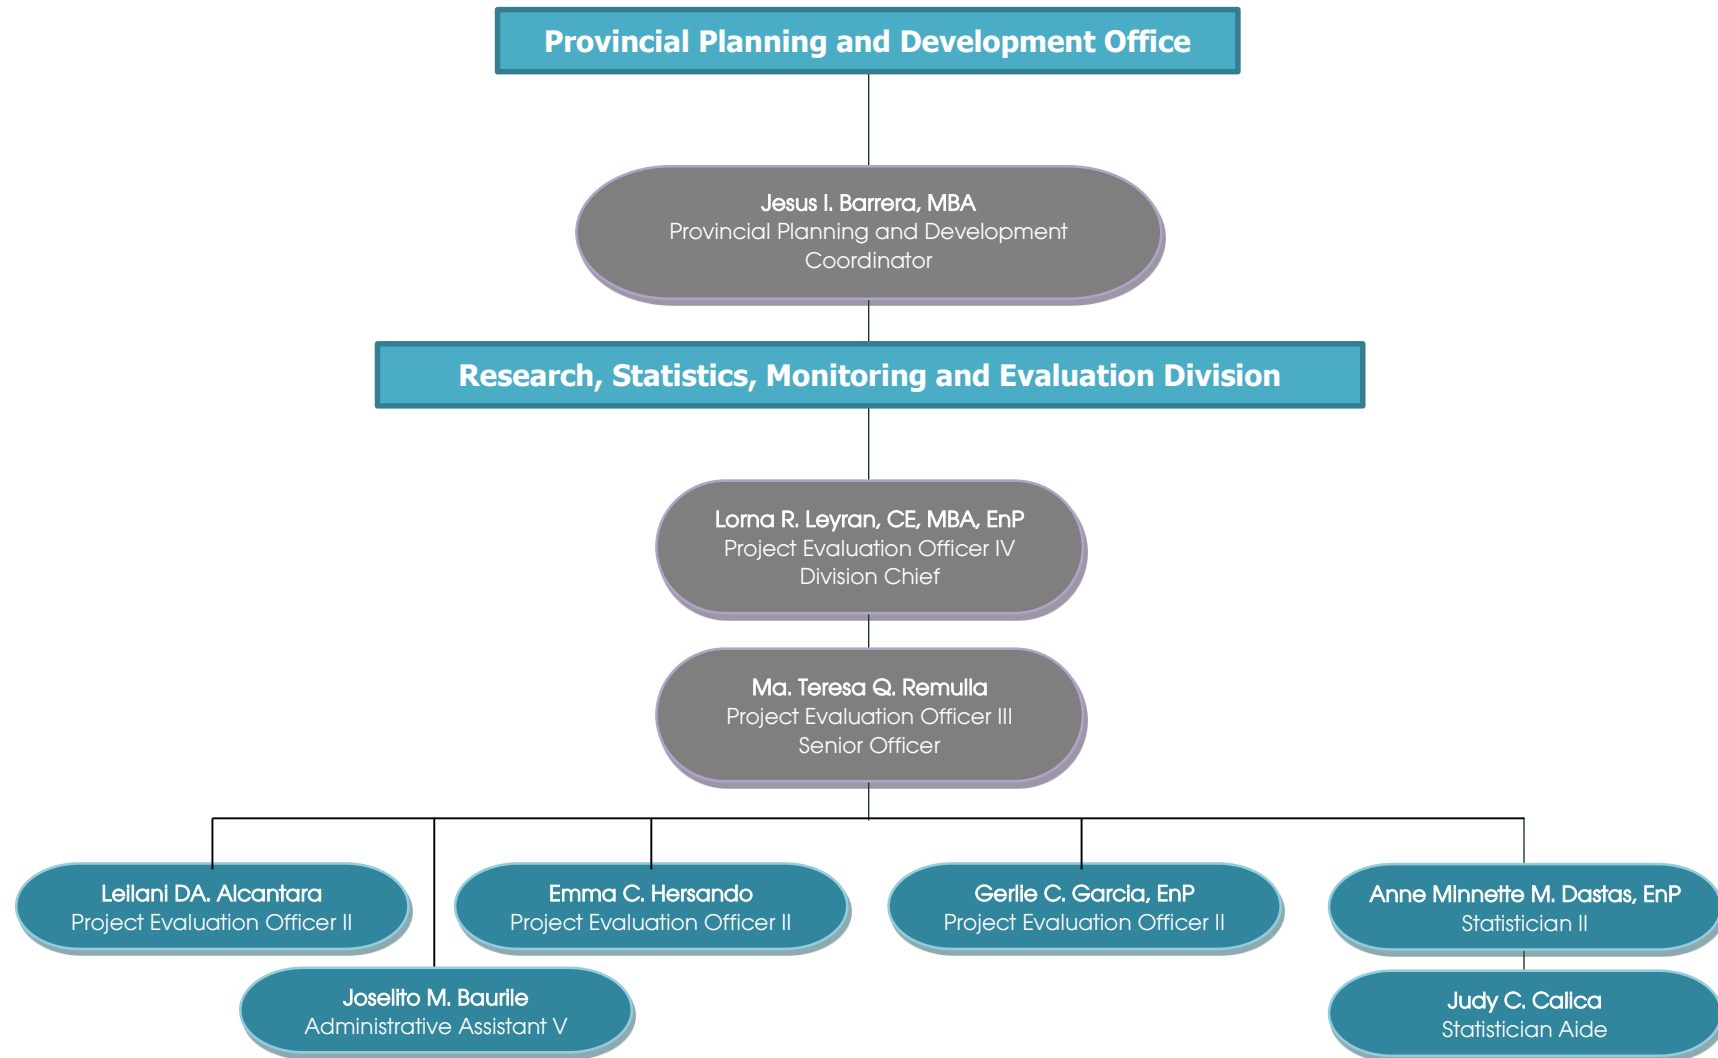 Provincial Planning and Development Office
Jesus I. Barrera, MBA
Provincial Planning and Development
Coordinator
Research, Statistics, Monitoring and Evaluation Division
Lorna R. Leyran, CE, MBA, EnP
Project Evaluation Officer IV
Division Chief
Ma. Teresa Q. Remulla
Project Evaluation Officer III
Senior Officer
Leilani DA. Alcantara
Project Evaluation Officer II
Emma C. Hersando
Project Evaluation Officer II
Gerlie C. Garcia, EnP
Project Evaluation Officer II
Anne Minnette M. Dastas, EnP
Statistician II
Joselito M. Baurile
Administrative Assistant V
Judy C. Calica
Statistician Aide